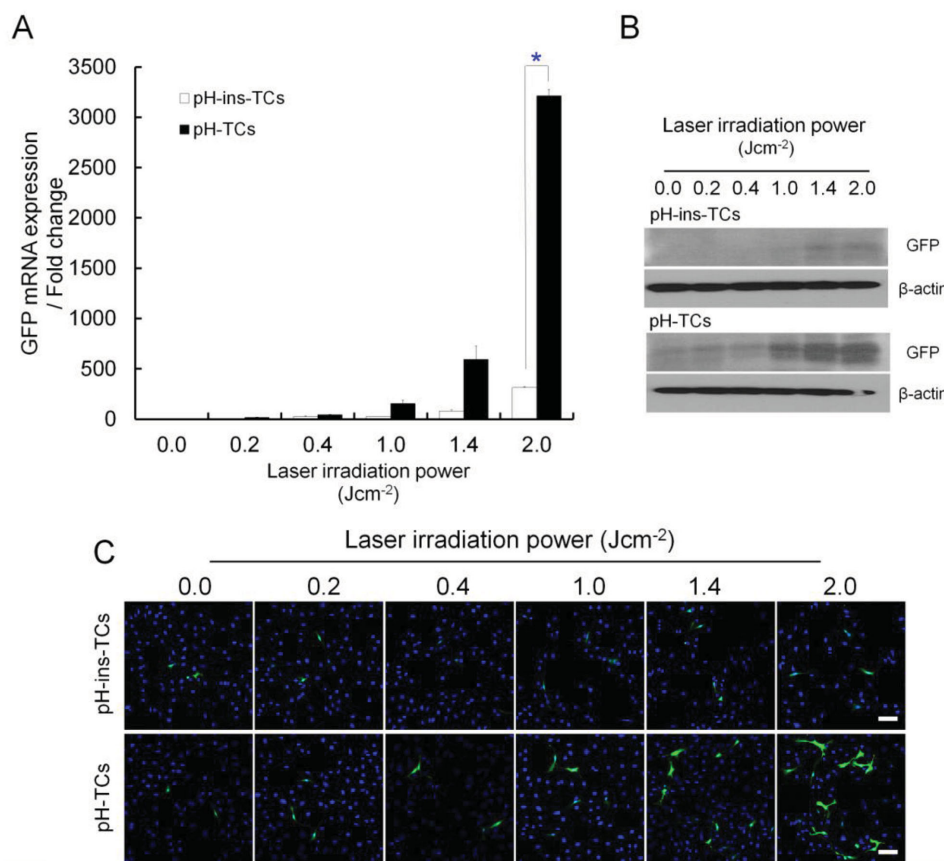 A
3500
3000
2500
2000
1500
1000
500
0
GFP mRNA expression
/ Fold change
pH-ins-TCs
pH-TCs
*
0.0 0.2 0.4 1.0 1.4 2.0
Laser irradiation power
(Jcm-2)
B
Laser irradiation power
(Jcm-2)
0.0 0.2 0.4 1.0 1.4 2.0
pH-ins-TCs
GFP
β-actin
pH-TCs
GFP
β-actin
C
Laser irradiation power (Jcm-2)
0.0 0.2 0.4 1.0 1.4 2.0
pH-ins-TCs
pH-TCs